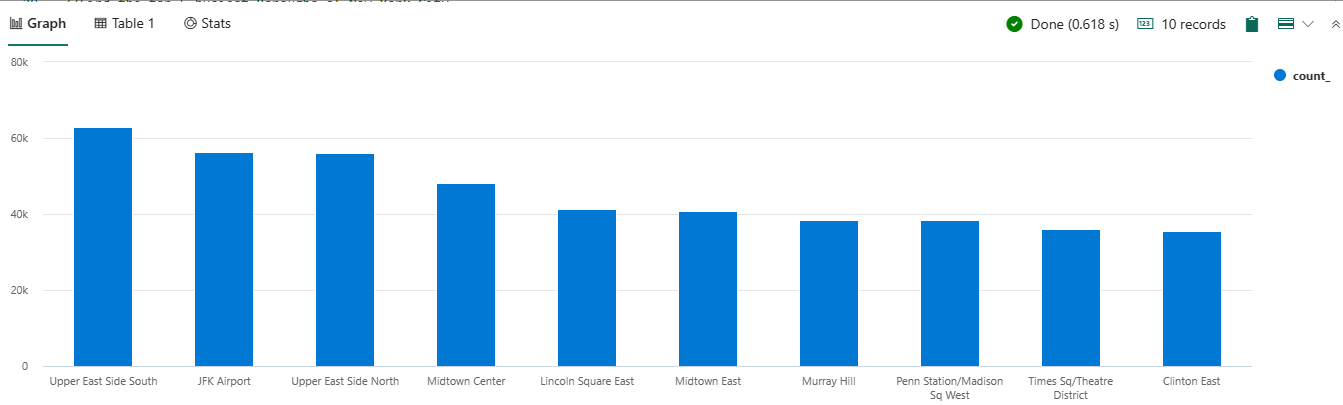 Graph
Table 1
Stats
Done (0.618 s)
123
10 records
80k
count_
60k
40k
20k
0
Upper East Side South
JFK Airport
Upper East Side North
Midtown Center
Lincoln Square East
Midtown East
Murray Hill
Penn Station/Madison
Sq West
Times Sq/Theatre
District
Clinton East